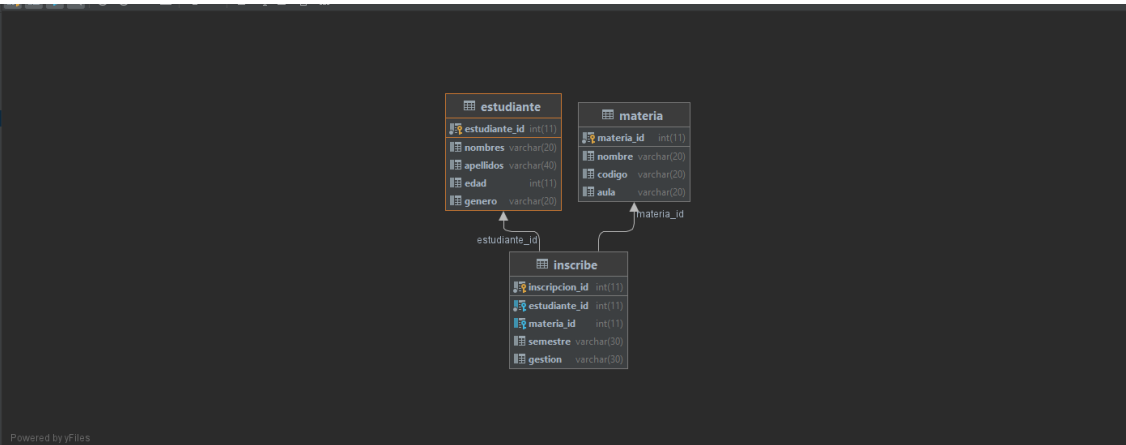 estudiante
estudiante_id int(11)
nombres varchar(20)
apellidos varchar(40)
edad int(11)
genero varchar(20)
materia
materia_id int(11)
nombre varchar(20)
codigo varchar(20)
aula varchar(20)
materia_id
estudiante_id
inscribe
inscripcion_id int(11)
estudiante_id int(11)
materia_id int(11)
semestre varchar(30)
gestion varchar(30)
Powered by yFiles